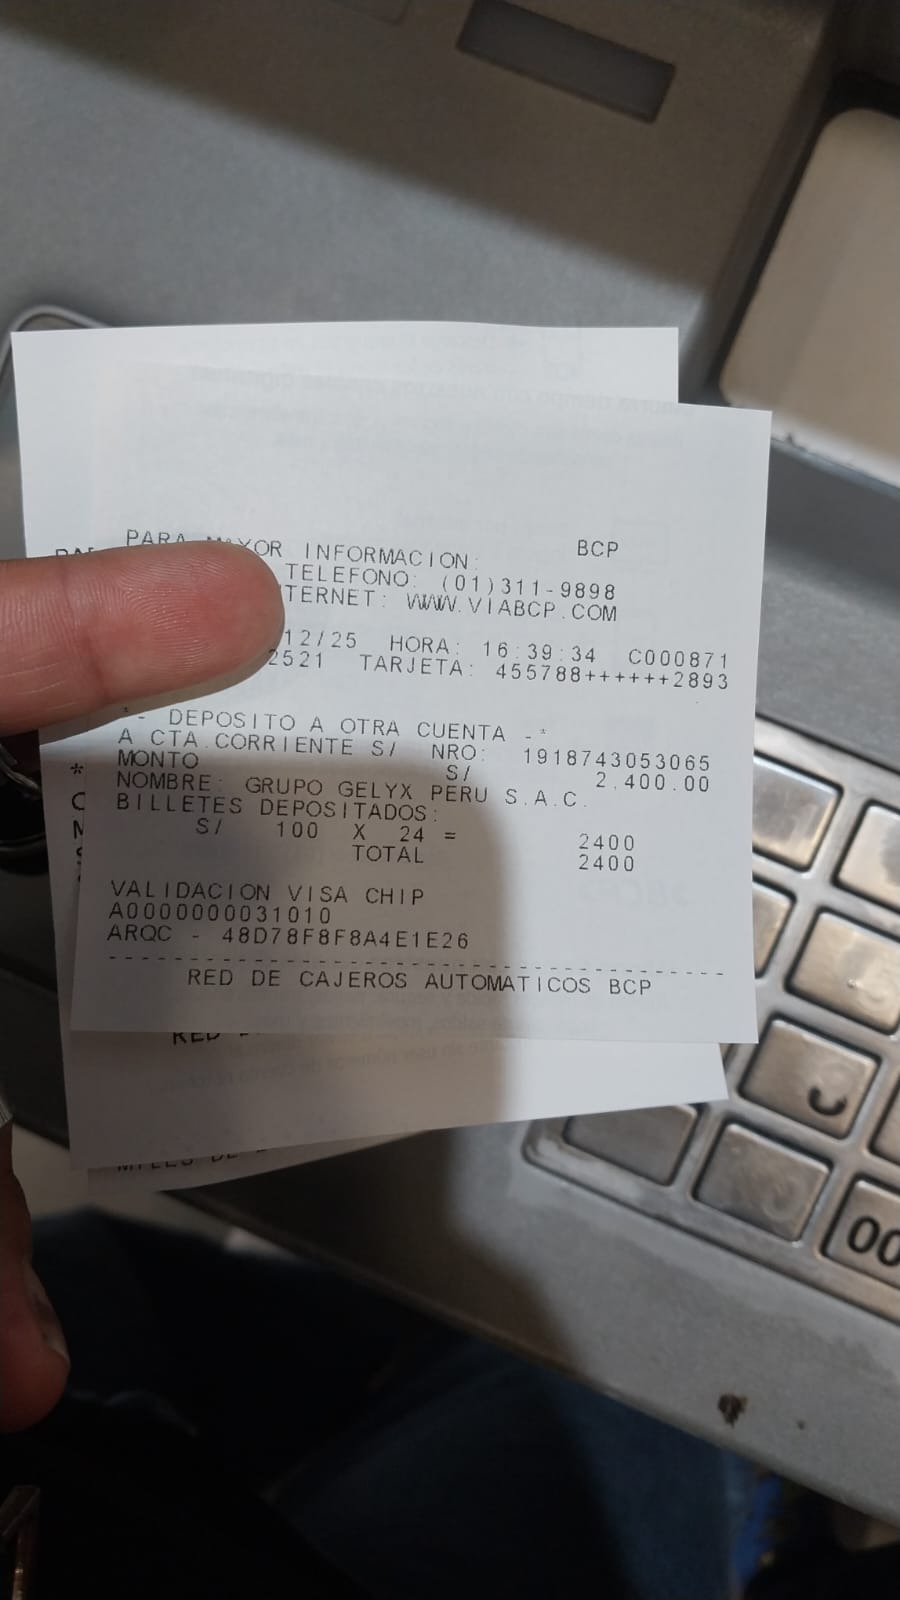 PARA MAYOR INFORMACION: BCP
TELEFONO: (01)311-9898
TERNET: WWW.VIABCP.COM
12/25 HORA: 16:39:34 C000871
2521 TARJETA: 455788++++++2893
*- DEPOSITO A OTRA CUENTA -*
A CTA.CORRIENTE S/ NRO: 1918743053065
MONTO S/ 2,400.00
NOMBRE: GRUPO GELYX PERU S.A.C.
BILLETES DEPOSITADOS:
S/ 100 X 24 = 2400
TOTAL 2400
VALIDACION VISA CHIP
A0000000031010
ARQC - 48D78F8F8A4E1E26
--------------------------------------
RED DE CAJEROS AUTOMATICOS BCP
RED
00